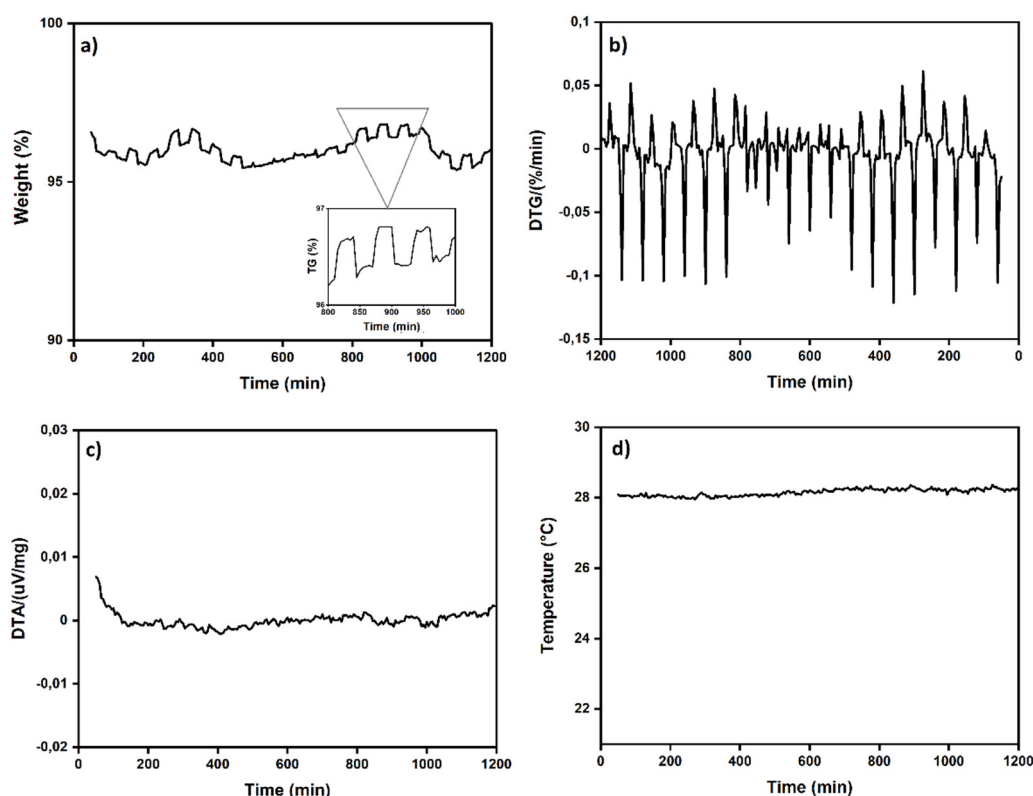 a)
100
95
90
Weight (%)
0 200 400 600 800 1000 1200
Time (min)
97
96
TG (%)
800 850 900 950 1000
Time (min)
b)
0,1
0,05
0
-0,05
-0,1
-0,15
DTG/(%/min)
1200 1000 800 600 400 200 0
Time (min)
c)
0,03
0,02
0,01
0
-0,01
-0,02
DTA/(uV/mg)
0 200 400 600 800 1000 1200
Time (min)
d)
30
28
26
28
24
22
Temperature (°C)
0 200 400 600 800 1000 1200
Time (min)